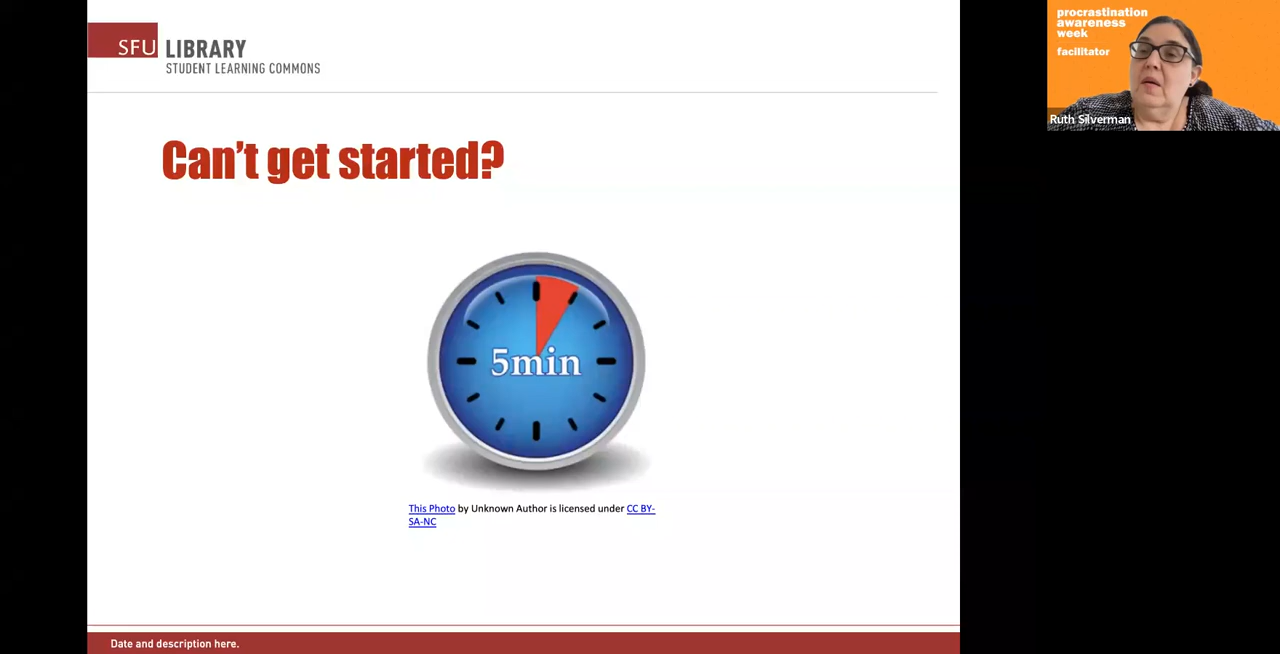 SFU LIBRARY
STUDENT LEARNING COMMONS
procrastination
awareness
week
facilitator
Ruth Silverman
Can't get started?
5min
This Photo by Unknown Author is licensed under CC BY-
SA-NC
Date and description here.